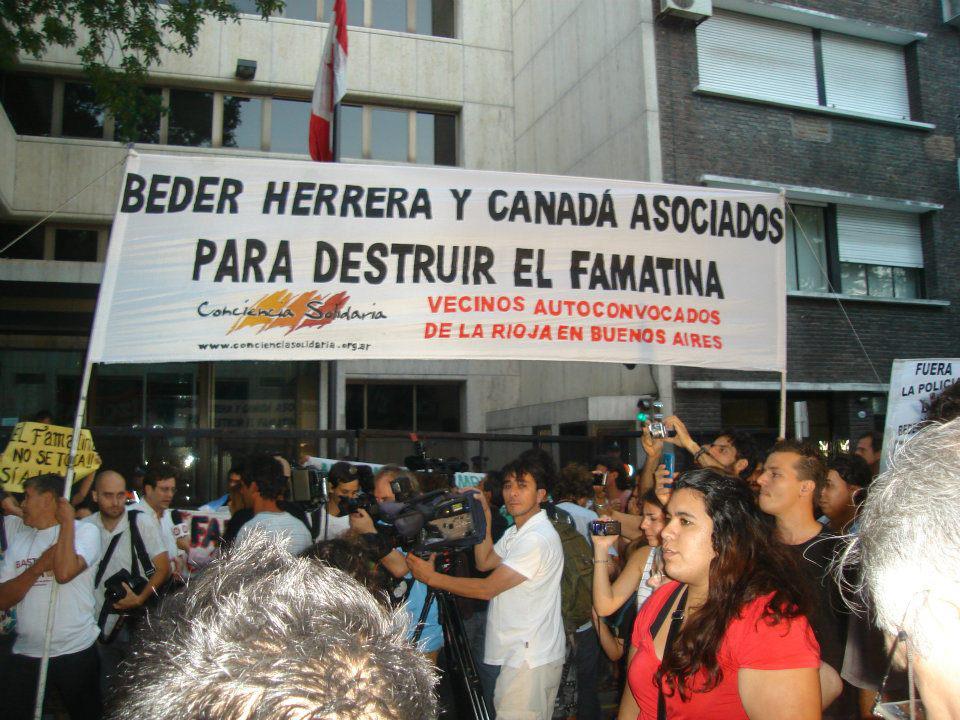 BEDER HERRERA Y CANADÁ ASOCIADOS
PARA DESTRUIR EL FAMATINA
Conciencia Solidaria
www.concienciasolidaria.org.ar
VECINOS AUTOCONVOCADOS
DE LA RIOJA EN BUENOS AIRES
EL FAMATINA
NO SE TOCA!!
FUERA
LA POLICIA